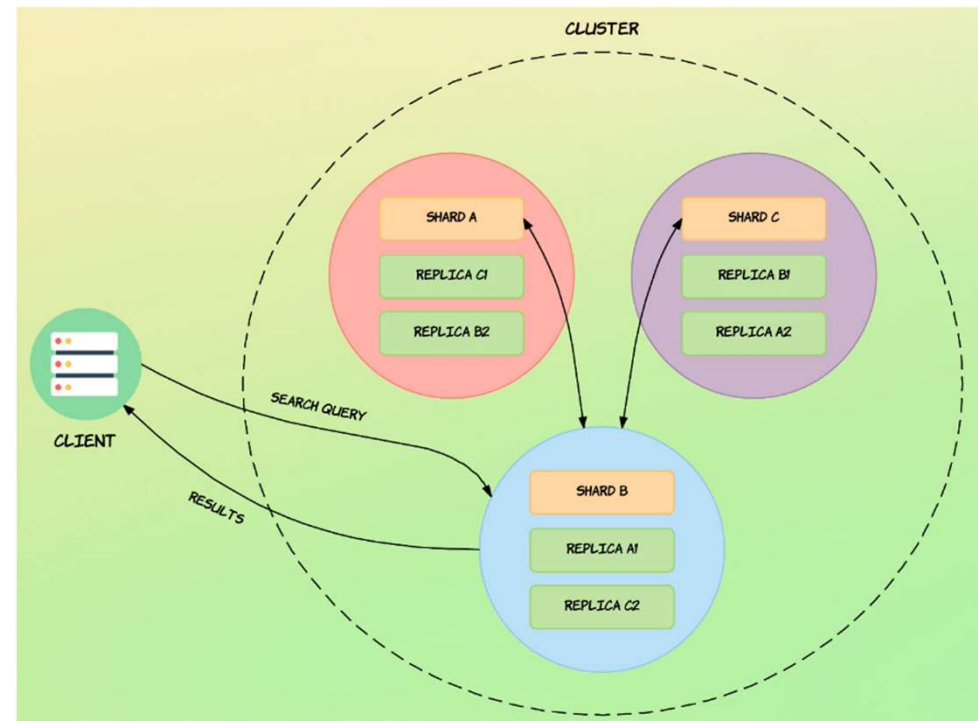 CLUSTER
SHARD A
REPLICA C1
REPLICA B2
SHARD C
REPLICA B1
REPLICA A2
CLIENT
SEARCH QUERY
RESULTS
SHARD B
REPLICA A1
REPLICA C2